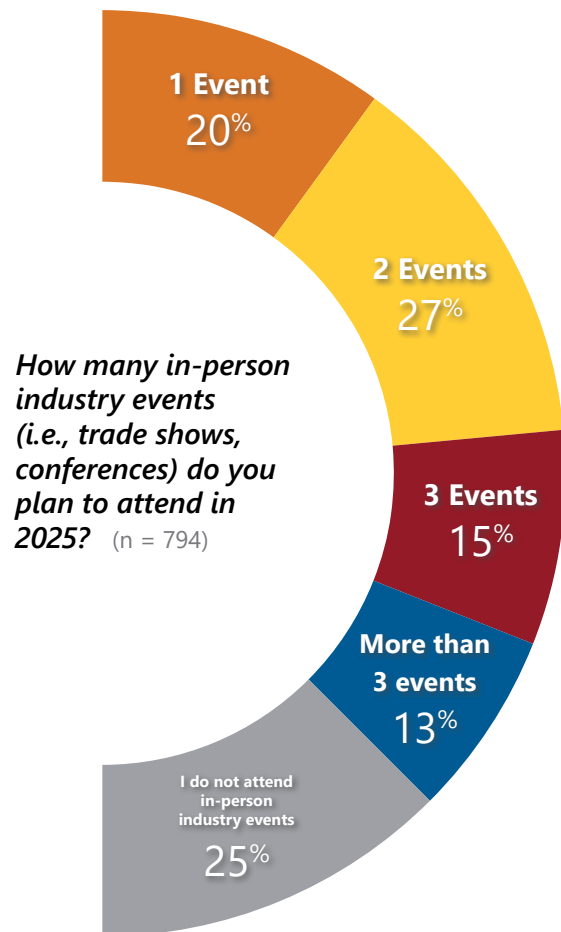 1 Event
20%
2 Events
27%
How many in-person
industry events
(i.e., trade shows,
conferences) do you
plan to attend in
2025? (n = 794)
3 Events
15%
More than
3 events
13%
I do not attend
in-person
industry events
25%